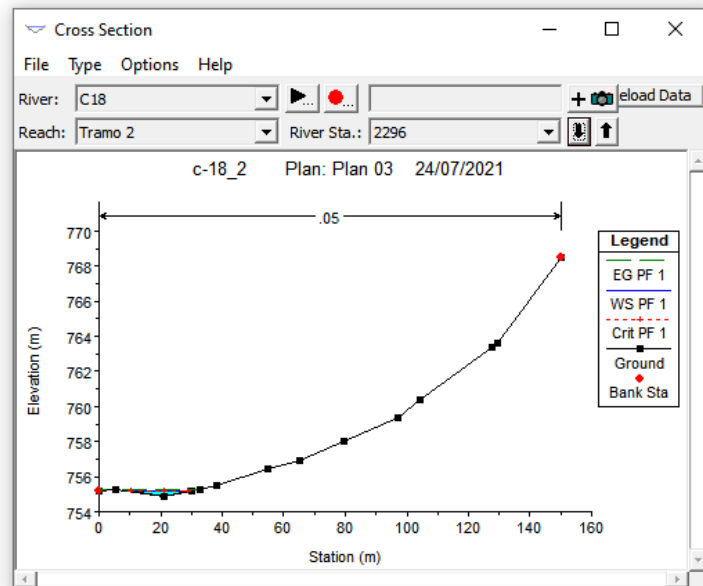 Cross Section
File Type Options Help
River: C18 ... ... + eload Data
Reach: Tramo 2 River Sta.: 2296
c-18_2 Plan: Plan 03 24/07/2021
.05
770
768
766
764
762
760
758
756
754
Elevation (m)
0 20 40 60 80 100 120 140 160
Station (m)
Legend
EG PF 1
WS PF 1
Crit PF 1
Ground
Bank Sta